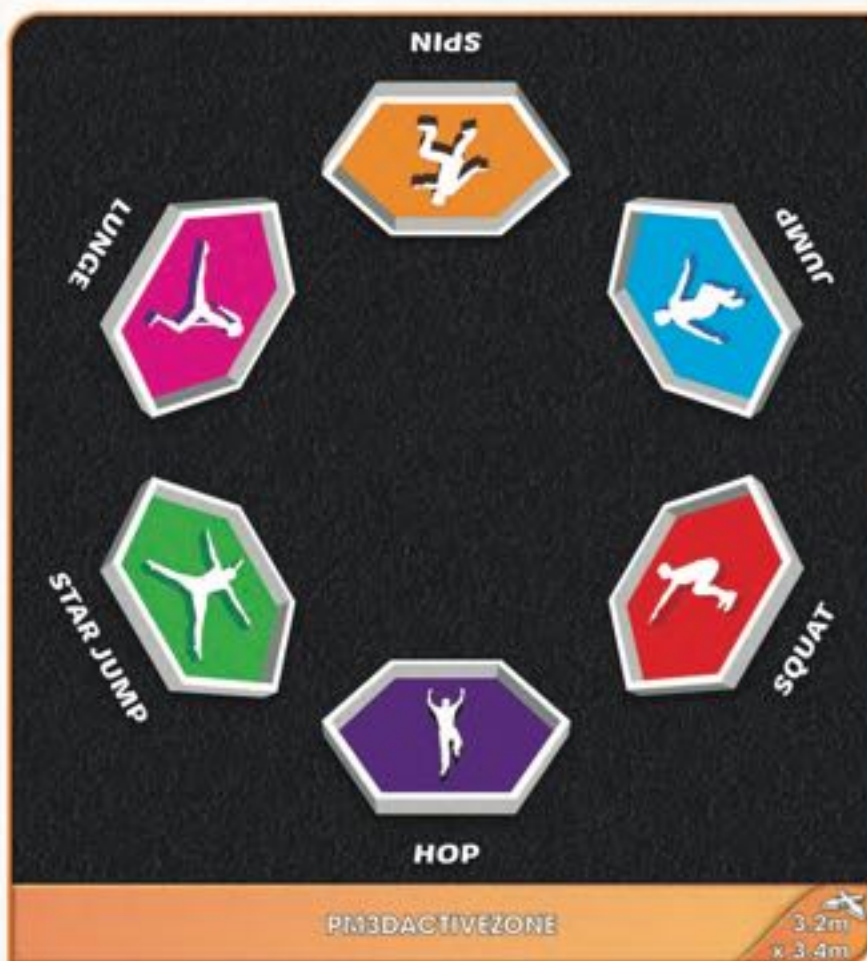 SPIN
LUNGE
JUMP
STAR JUMP
SQUAT
HOP
PM3DACTIVEZONE
3.2m
x 3.4m